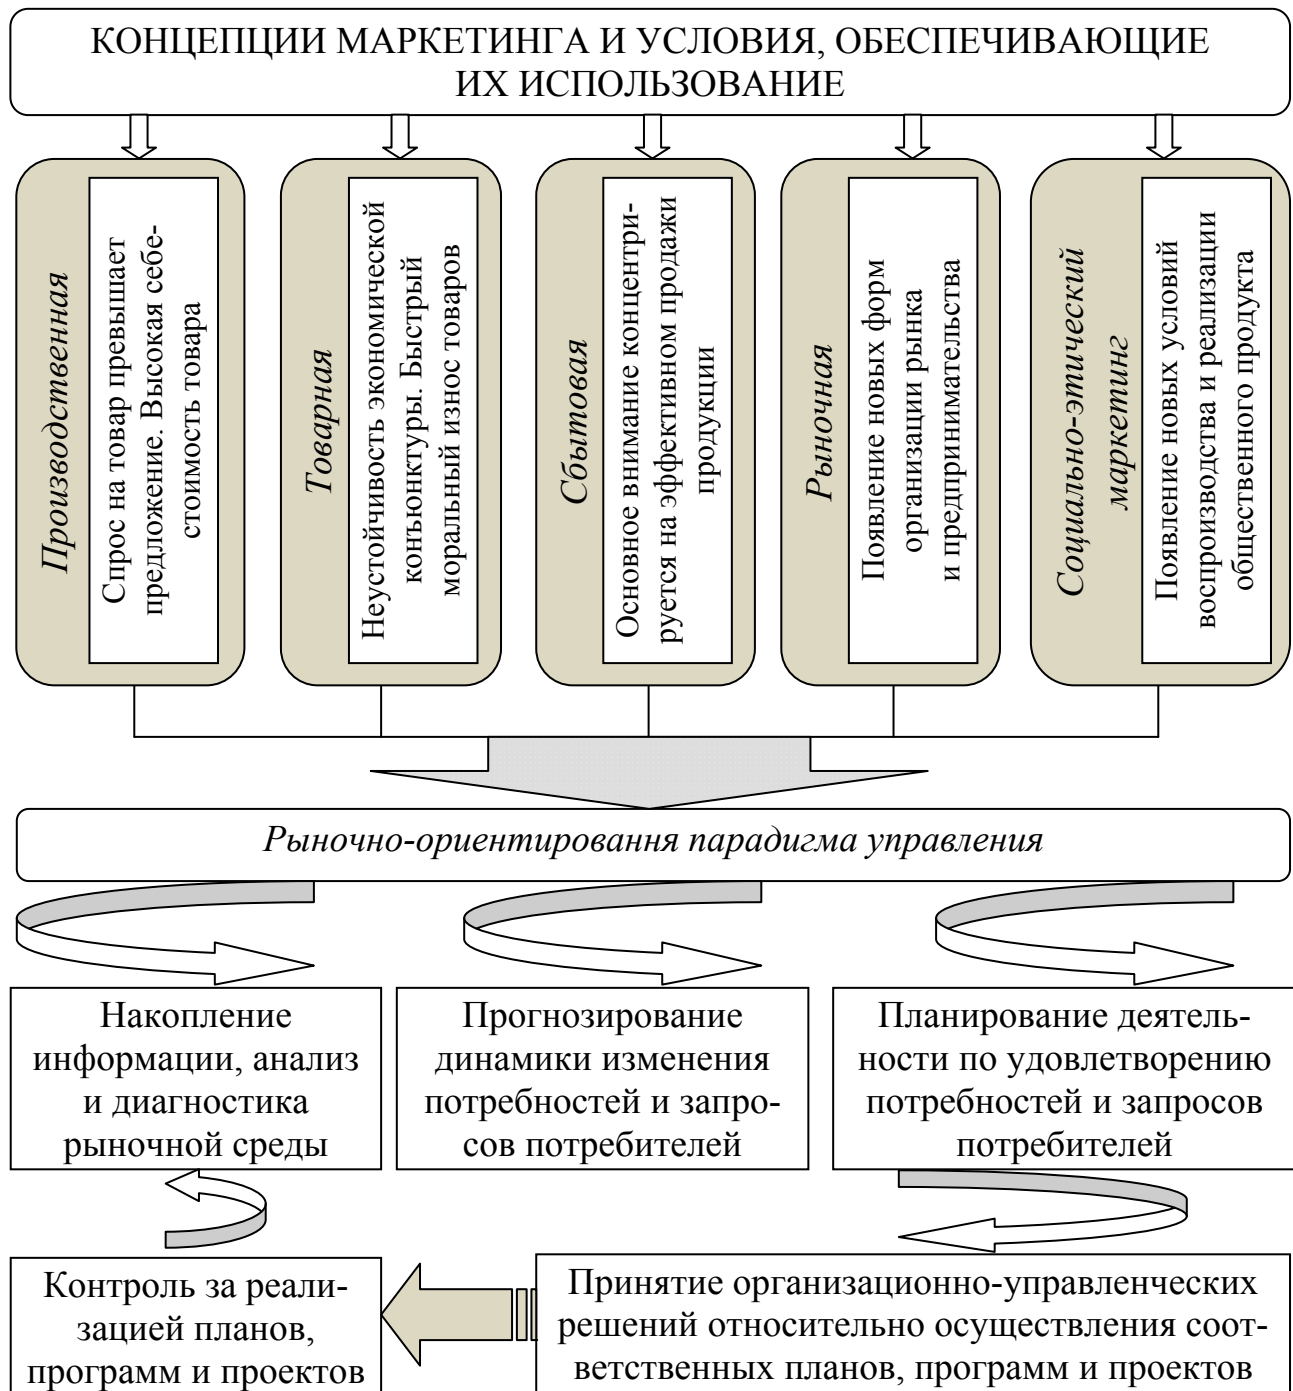 КОНЦЕПЦИИ МАРКЕТИНГА И УСЛОВИЯ, ОБЕСПЕЧИВАЮЩИЕ
ИХ ИСПОЛЬЗОВАНИЕ
Производственная
Спрос на товар превышает
предложение. Высокая себе-
стоимость товара
Товарная
Неустойчивость экономической
конъюнктуры. Быстрый
моральный износ товаров
Сбытовая
Основное внимание концентри-
руется на эффективном продажи
продукции
Рыночная
Появление новых форм
организации рынка
и предпринимательства
Социально-этический
маркетинг
Появление новых условий
воспроизводства и реализации
общественного продукта
Рыночно-ориентировання парадигма управления
Накопление
информации, анализ
и диагностика
рыночной среды
Прогнозирование
динамики изменения
потребностей и запро-
сов потребителей
Планирование деятель-
ности по удовлетворению
потребностей и запросов
потребителей
Контроль за реали-
зацией планов,
программ и проектов
Принятие организационно-управленческих
решений относительно осуществления соот-
ветственных планов, программ и проектов